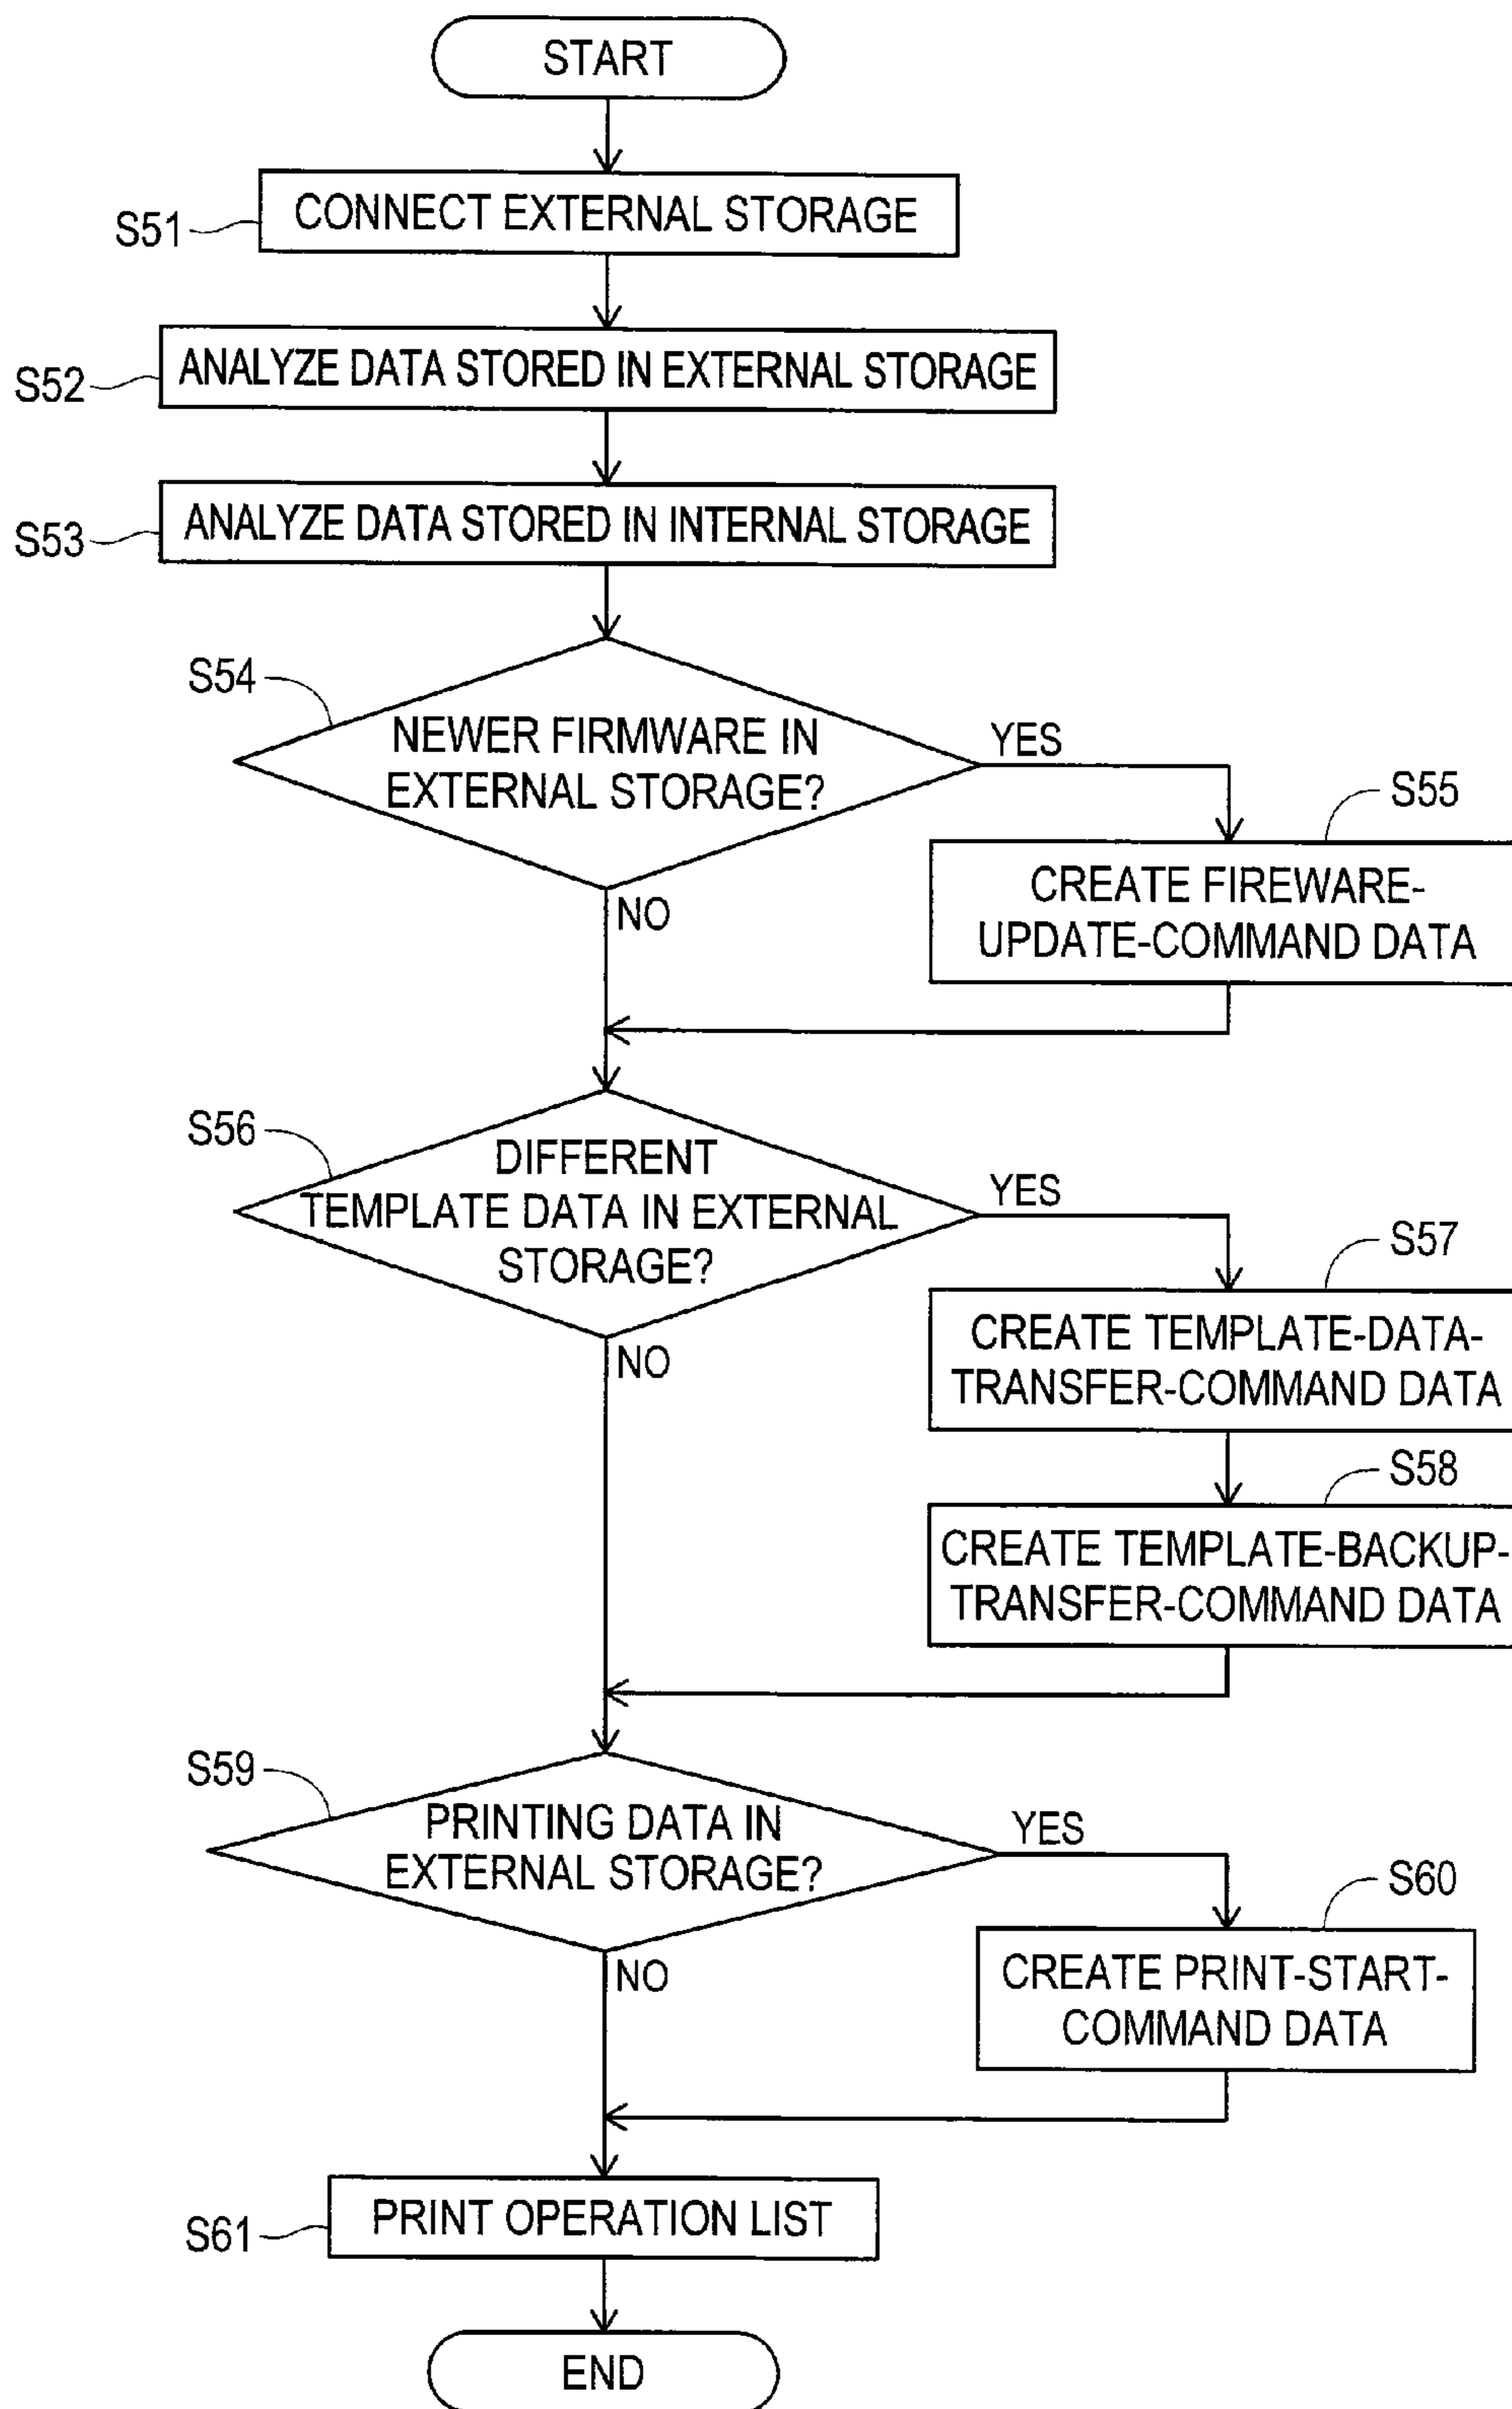 START
S51
CONNECT EXTERNAL STORAGE
S52
ANALYZE DATA STORED IN EXTERNAL STORAGE
S53
ANALYZE DATA STORED IN INTERNAL STORAGE
S54
NEWER FIRMWARE IN
EXTERNAL STORAGE?
YES
NO
S55
CREATE FIREWARE-
UPDATE-COMMAND DATA
S56
DIFFERENT
TEMPLATE DATA IN EXTERNAL
STORAGE?
YES
NO
S57
CREATE TEMPLATE-DATA-
TRANSFER-COMMAND DATA
S58
CREATE TEMPLATE-BACKUP-
TRANSFER-COMMAND DATA
S59
PRINTING DATA IN
EXTERNAL STORAGE?
YES
NO
S60
CREATE PRINT-START-
COMMAND DATA
S61
PRINT OPERATION LIST
END